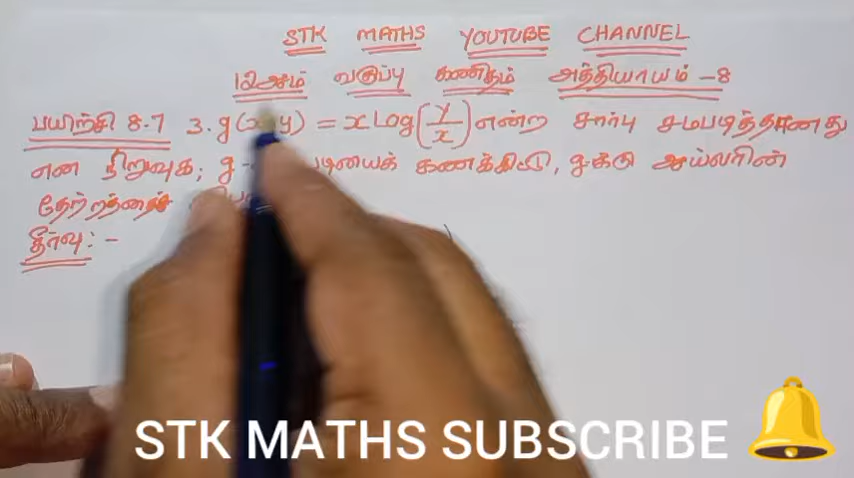 STK MATHS YOUTUBE CHANNEL
12ஆம் வகுப்பு கணிதம் அத்தியாயம் -8
பயிற்சி 8.7 3. g(x, y) = x Log(y/x) என்ற சார்பு சமபடித்தானது
என நிறுவுக; g- படியைக் கணக்கிட்டு, g-க்கு ஆய்லரின்
தேற்றத்தைச்
தீர்வு: -
STK MATHS SUBSCRIBE